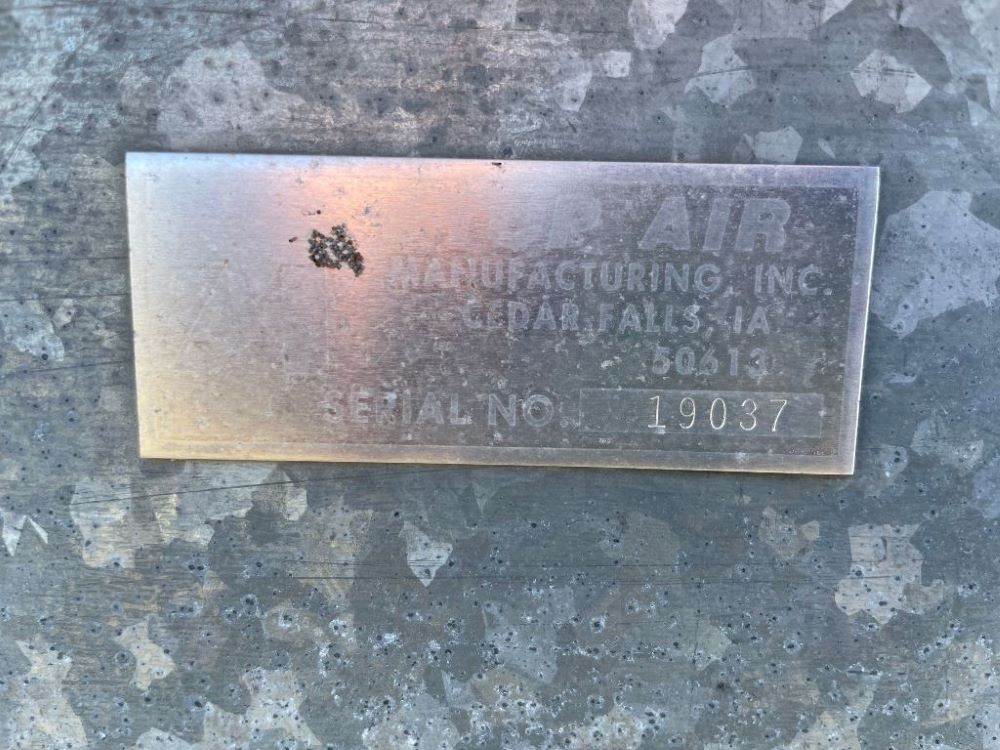 AIR
MANUFACTURING, INC.
CEDAR FALLS, IA
50613
SERIAL NO. 19037